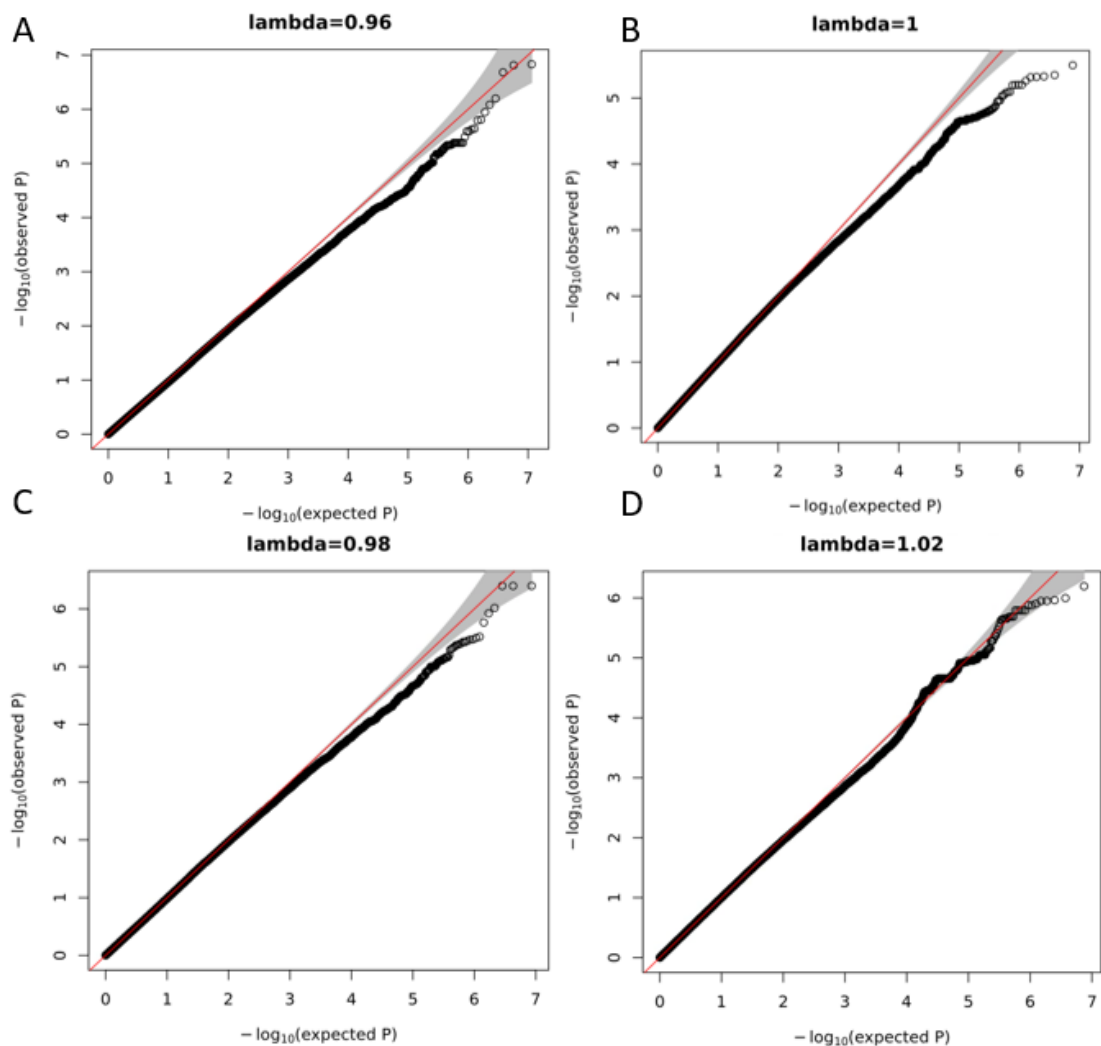 A
lambda=0.96
7
6
5
4
3
2
1
0
−log10(observed P)
0 1 2 3 4 5 6 7
−log10(expected P)
B
lambda=1
5
4
3
2
1
0
−log10(observed P)
0 1 2 3 4 5 6 7
−log10(expected P)
C
lambda=0.98
6
5
4
3
2
1
0
−log10(observed P)
0 1 2 3 4 5 6 7
−log10(expected P)
D
lambda=1.02
6
5
4
3
2
1
0
−log10(observed P)
0 1 2 3 4 5 6 7
−log10(expected P)